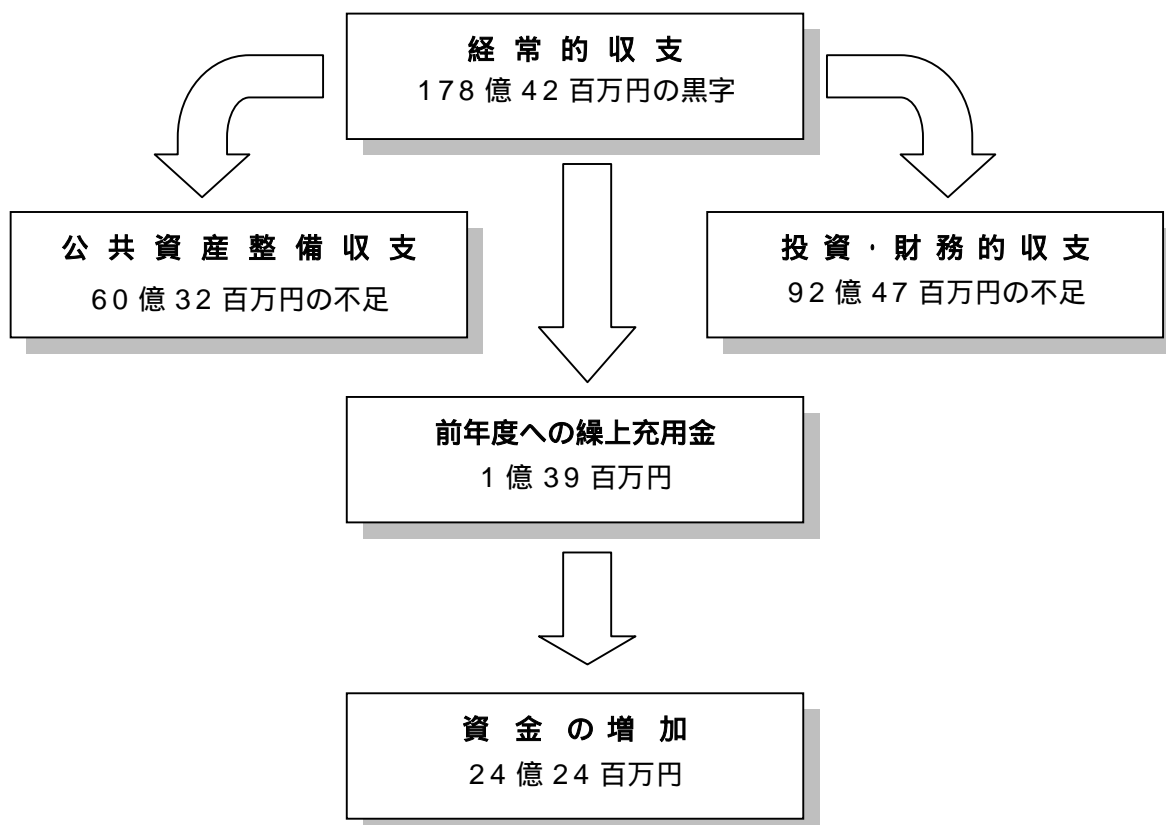 経常的収支
178億42百万円の黒字
公共資産整備収支
60億32百万円の不足
投資・財務的収支
92億47百万円の不足
前年度への繰上充用金
1億39百万円
資金の増加
24億24百万円